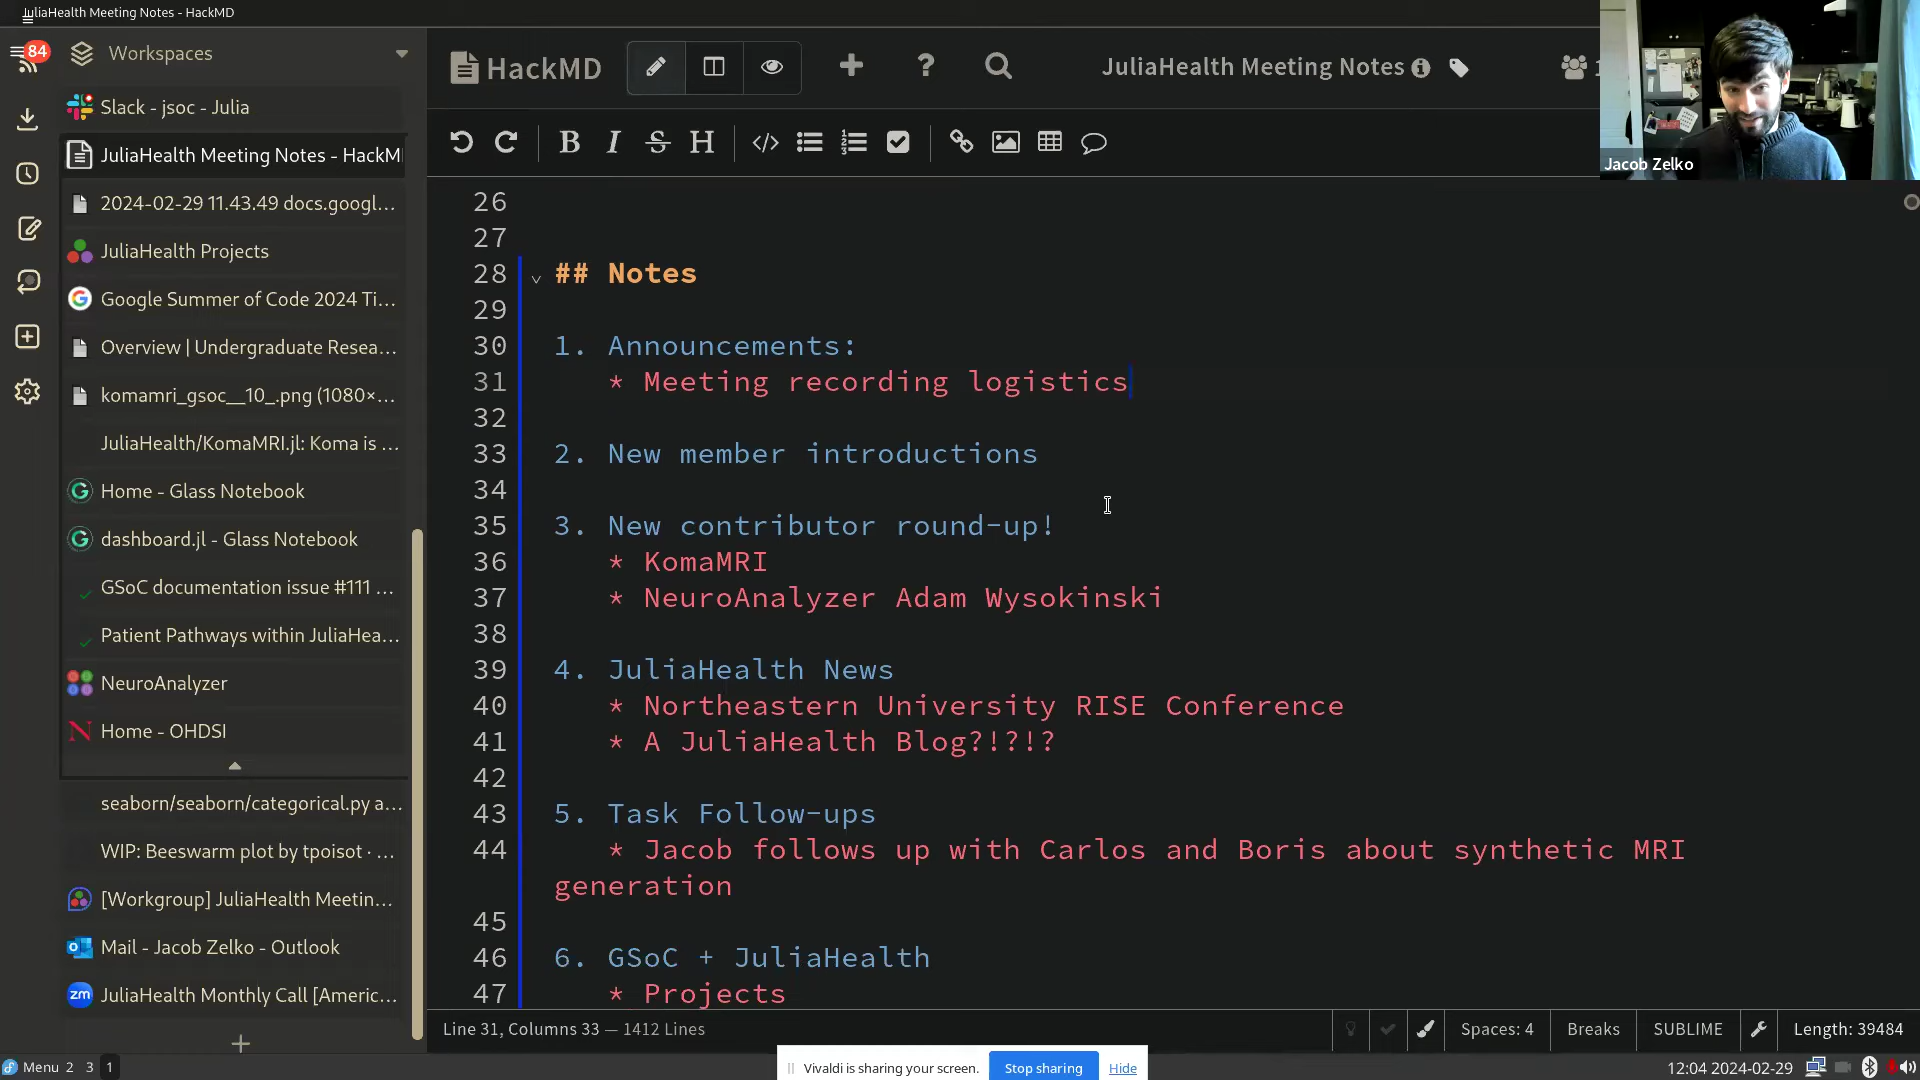 JuliaHealth Meeting Notes - HackMD
84
Workspaces
Slack - jsoc - Julia
JuliaHealth Meeting Notes - HackM
2024-02-29 11.43.49 docs.googl...
JuliaHealth Projects
Google Summer of Code 2024 Ti...
Overview | Undergraduate Resea...
komamri_gsoc__10_.png (1080×...
JuliaHealth/KomaMRI.jl: Koma is ...
Home - Glass Notebook
dashboard.jl - Glass Notebook
GSoC documentation issue #111 ...
Patient Pathways within JuliaHea...
NeuroAnalyzer
Home - OHDSI
seaborn/seaborn/categorical.py a...
WIP: Beeswarm plot by tpoisot · ...
[Workgroup] JuliaHealth Meetin...
Mail - Jacob Zelko - Outlook
zm JuliaHealth Monthly Call [Americ...
HackMD
JuliaHealth Meeting Notes
Jacob Zelko
26
27
28 ## Notes
29
30 1. Announcements:
31 * Meeting recording logistics
32
33 2. New member introductions
34
35 3. New contributor round-up!
36 * KomaMRI
37 * NeuroAnalyzer Adam Wysokinski
38
39 4. JuliaHealth News
40 * Northeastern University RISE Conference
41 * A JuliaHealth Blog?!?!?
42
43 5. Task Follow-ups
44 * Jacob follows up with Carlos and Boris about synthetic MRI
generation
45
46 6. GSoC + JuliaHealth
47 * Projects
Line 31, Columns 33 — 1412 Lines
Spaces: 4 Breaks SUBLIME Length: 39484
Menu 2 3 1
Vivaldi is sharing your screen. Stop sharing Hide
12:04 2024-02-29